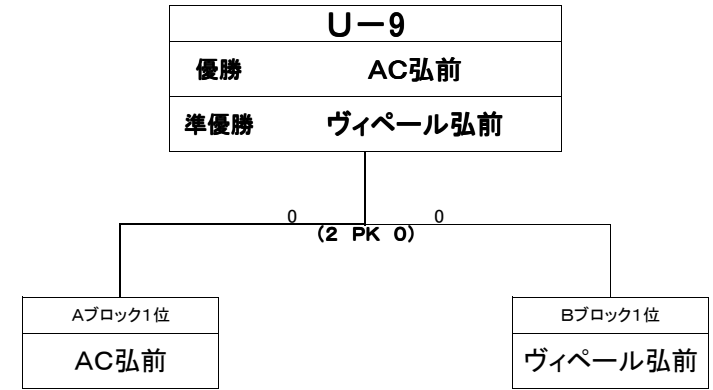 U－9
優勝 AC弘前
準優勝 ヴィペール弘前
0 0
(2 PK 0)
Aブロック1位 Bブロック1位
AC弘前 ヴィペール弘前